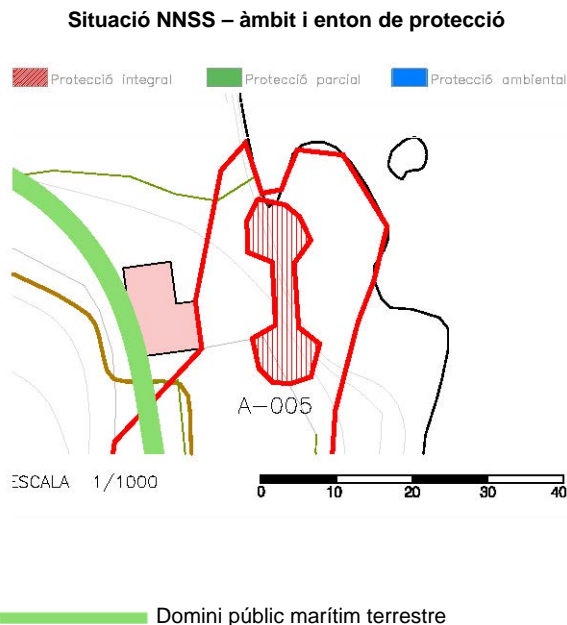 Situació NNSS – àmbit i enton de protecció
Protecció integral Protecció parcial Protecció ambiental
A-005
ESCALA 1/1000
0 10 20 30 40
Domini públic marítim terrestre